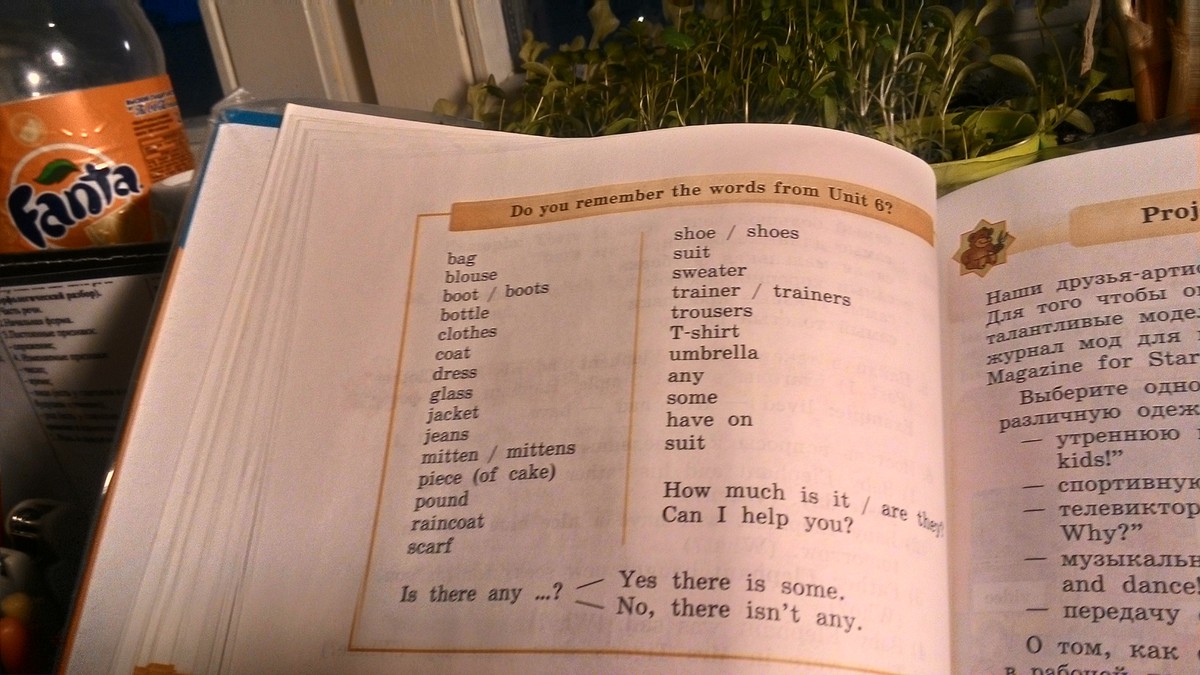 Fanta
Do you remember the words from Unit 6?
bag
blouse
boot / boots
bottle
clothes
coat
dress
glass
jacket
jeans
mitten / mittens
piece (of cake)
pound
raincoat
scarf
shoe / shoes
suit
sweater
trainer / trainers
trousers
T-shirt
umbrella
any
some
have on
suit
How much is it / are they?
Can I help you?
Is there any ...? — Yes there is some.
— No, there isn't any.
Proj
Наши друзья-артис
Для того чтобы
талантливые модел
журнал мод для
Magazine for Star
Выберите одно
различную одеж
— утреннюю
kids!”
— спортивную
— телевиктор
Why?”
— музыкальн
and dance!
— передачу
О том, как
в рабочей